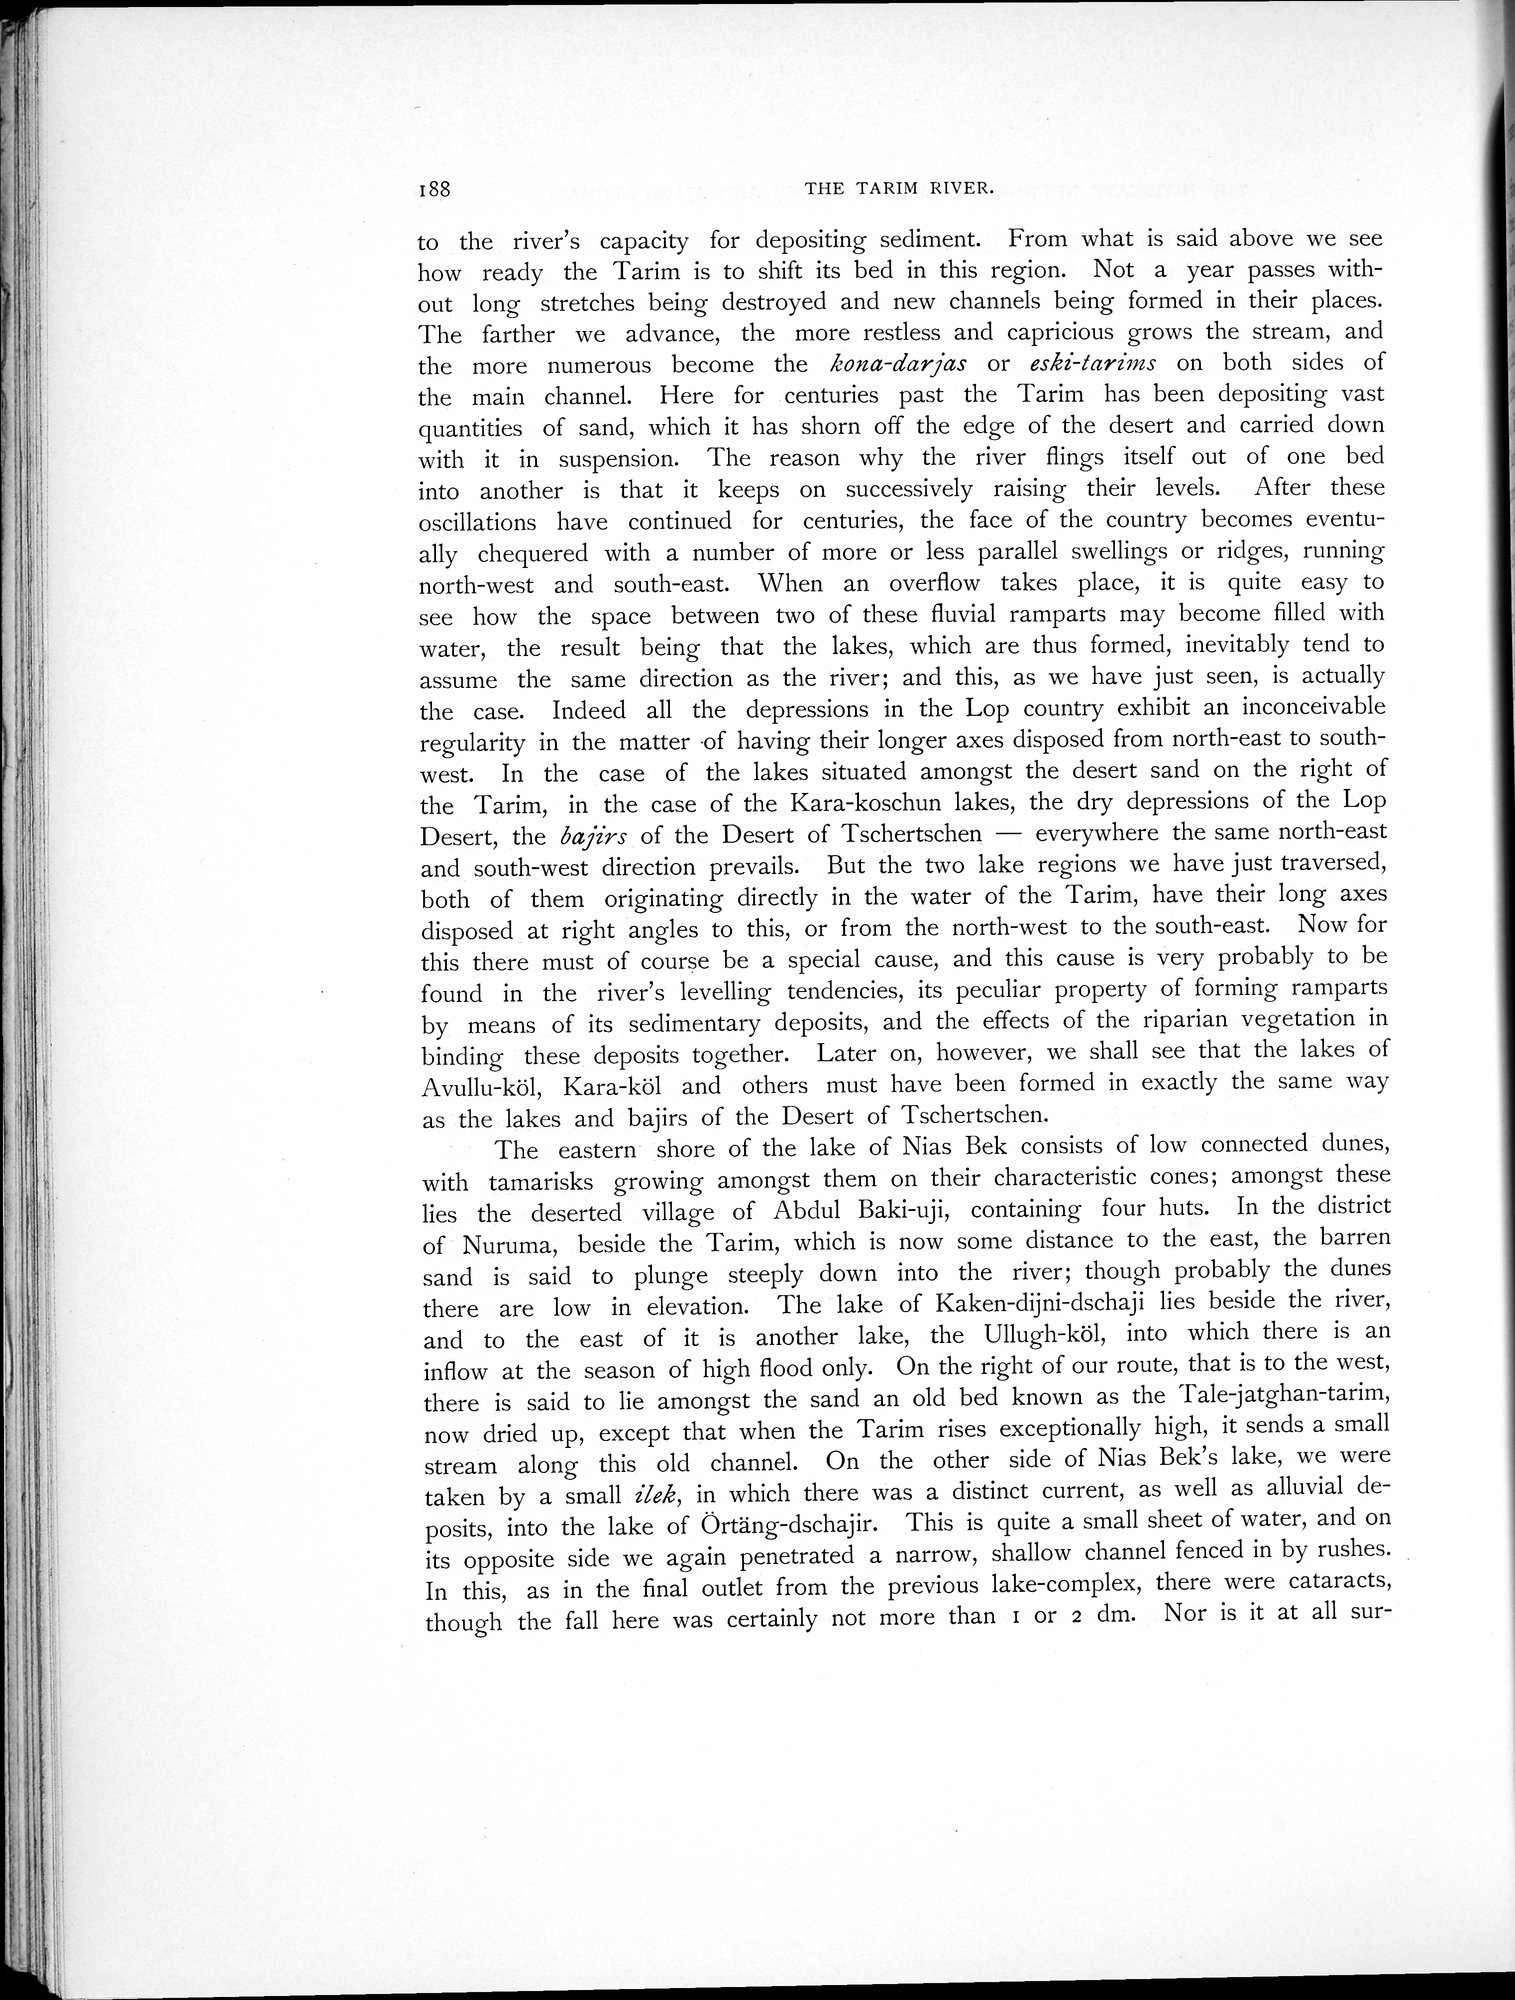 188 THE TARIM RIVER.
to the river's capacity for depositing sediment. From what is said above we see
how ready the Tarim is to shift its bed in this region. Not a year passes with-
out long stretches being destroyed and new channels being formed in their places.
The farther we advance, the more restless and capricious grows the stream, and
the more numerous become the kona-darjas or eski-tarims on both sides of
the main channel. Here for centuries past the Tarim has been depositing vast
quantities of sand, which it has shorn off the edge of the desert and carried down
with it in suspension. The reason why the river flings itself out of one bed
into another is that it keeps on successively raising their levels. After these
oscillations have continued for centuries, the face of the country becomes eventu-
ally chequered with a number of more or less parallel swellings or ridges, running
north-west and south-east. When an overflow takes place, it is quite easy to
see how the space between two of these fluvial ramparts may become filled with
water, the result being that the lakes, which are thus formed, inevitably tend to
assume the same direction as the river; and this, as we have just seen, is actually
the case. Indeed all the depressions in the Lop country exhibit an inconceivable
regularity in the matter of having their longer axes disposed from north-east to south-
west. In the case of the lakes situated amongst the desert sand on the right of
the Tarim, in the case of the Kara-koschun lakes, the dry depressions of the Lop
Desert, the bajirs of the Desert of Tschertschen — everywhere the same north-east
and south-west direction prevails. But the two lake regions we have just traversed,
both of them originating directly in the water of the Tarim, have their long axes
disposed at right angles to this, or from the north-west to the south-east. Now for
this there must of course be a special cause, and this cause is very probably to be
found in the river's levelling tendencies, its peculiar property of forming ramparts
by means of its sedimentary deposits, and the effects of the riparian vegetation in
binding these deposits together. Later on, however, we shall see that the lakes of
Avullu-köl, Kara-köl and others must have been formed in exactly the same way
as the lakes and bajirs of the Desert of Tschertschen.
The eastern shore of the lake of Nias Bek consists of low connected dunes,
with tamarisks growing amongst them on their characteristic cones; amongst these
lies the deserted village of Abdul Baki-uji, containing four huts. In the district
of Nuruma, beside the Tarim, which is now some distance to the east, the barren
sand is said to plunge steeply down into the river; though probably the dunes
there are low in elevation. The lake of Kaken-dijni-dschaji lies beside the river,
and to the east of it is another lake, the Ullugh-köl, into which there is an
inflow at the season of high flood only. On the right of our route, that is to the west,
there is said to lie amongst the sand an old bed known as the Tale-jatghan-tarim,
now dried up, except that when the Tarim rises exceptionally high, it sends a small
stream along this old channel. On the other side of Nias Bek's lake, we were
taken by a small ilek, in which there was a distinct current, as well as alluvial de-
posits, into the lake of Örtäng-dschajir. This is quite a small sheet of water, and on
its opposite side we again penetrated a narrow, shallow channel fenced in by rushes.
In this, as in the final outlet from the previous lake-complex, there were cataracts,
though the fall here was certainly not more than 1 or 2 dm. Nor is it at all sur-